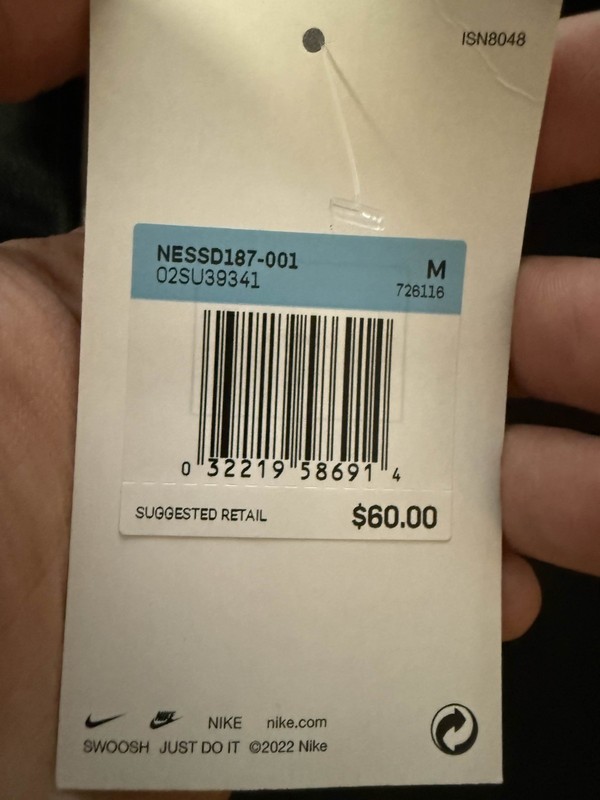 ISN8048
NESSD187-001
02SU39341
M
726116
0 32219 58691 4
SUGGESTED RETAIL $60.00
NIKE nike.com
SWOOSH JUST DO IT ©2022 Nike